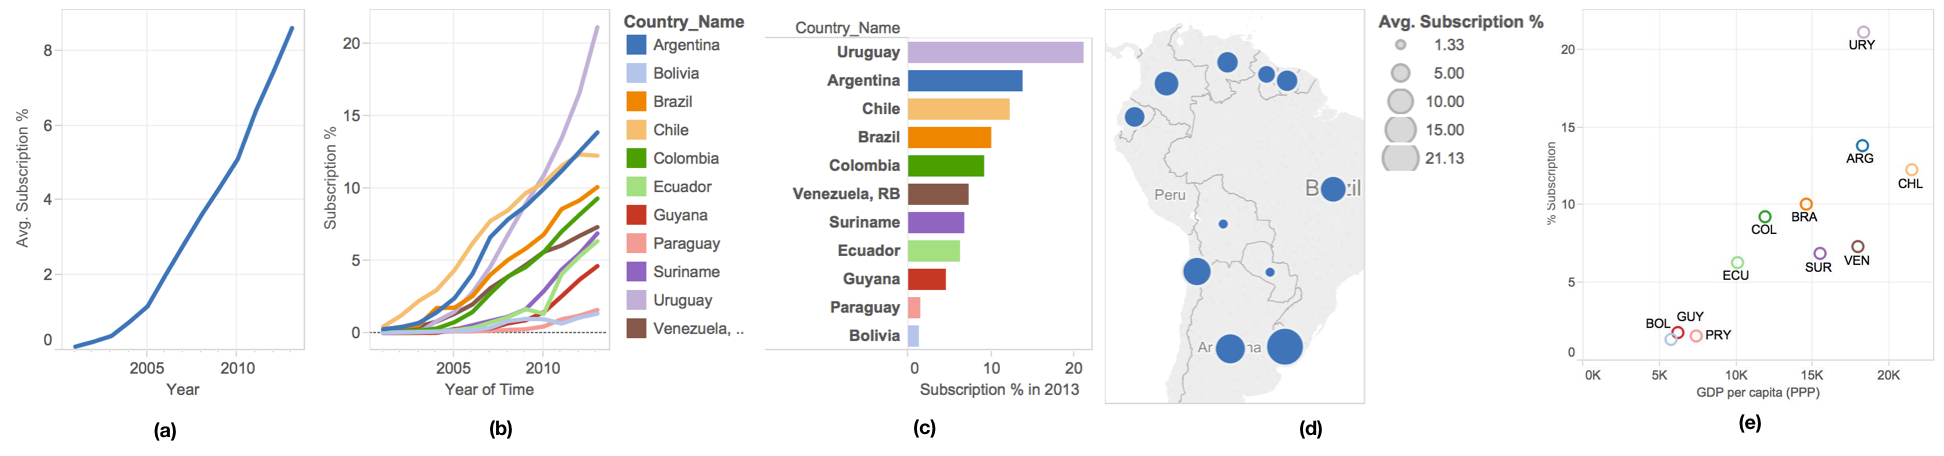 Avg. Subscription %
8
6
4
2
0
2005
2010
Year
(a)
Subscription %
20
15
10
5
0
2005
2010
Year of Time
(b)
Country_Name
Argentina
Bolivia
Brazil
Chile
Colombia
Ecuador
Guyana
Paraguay
Suriname
Uruguay
Venezuela, ..
Country_Name
Uruguay
Argentina
Chile
Brazil
Colombia
Venezuela, RB
Suriname
Ecuador
Guyana
Paraguay
Bolivia
0
10
20
Subscription % in 2013
(c)
Peru
B zil
Ar na
(d)
Avg. Subscription %
1.33
5.00
10.00
15.00
21.13
% Subscription
20
15
10
5
0
URY
ARG
CHL
BRA
COL
VEN
SUR
ECU
GUY
BOL
PRY
0K
5K
10K
15K
20K
GDP per capita (PPP)
(e)